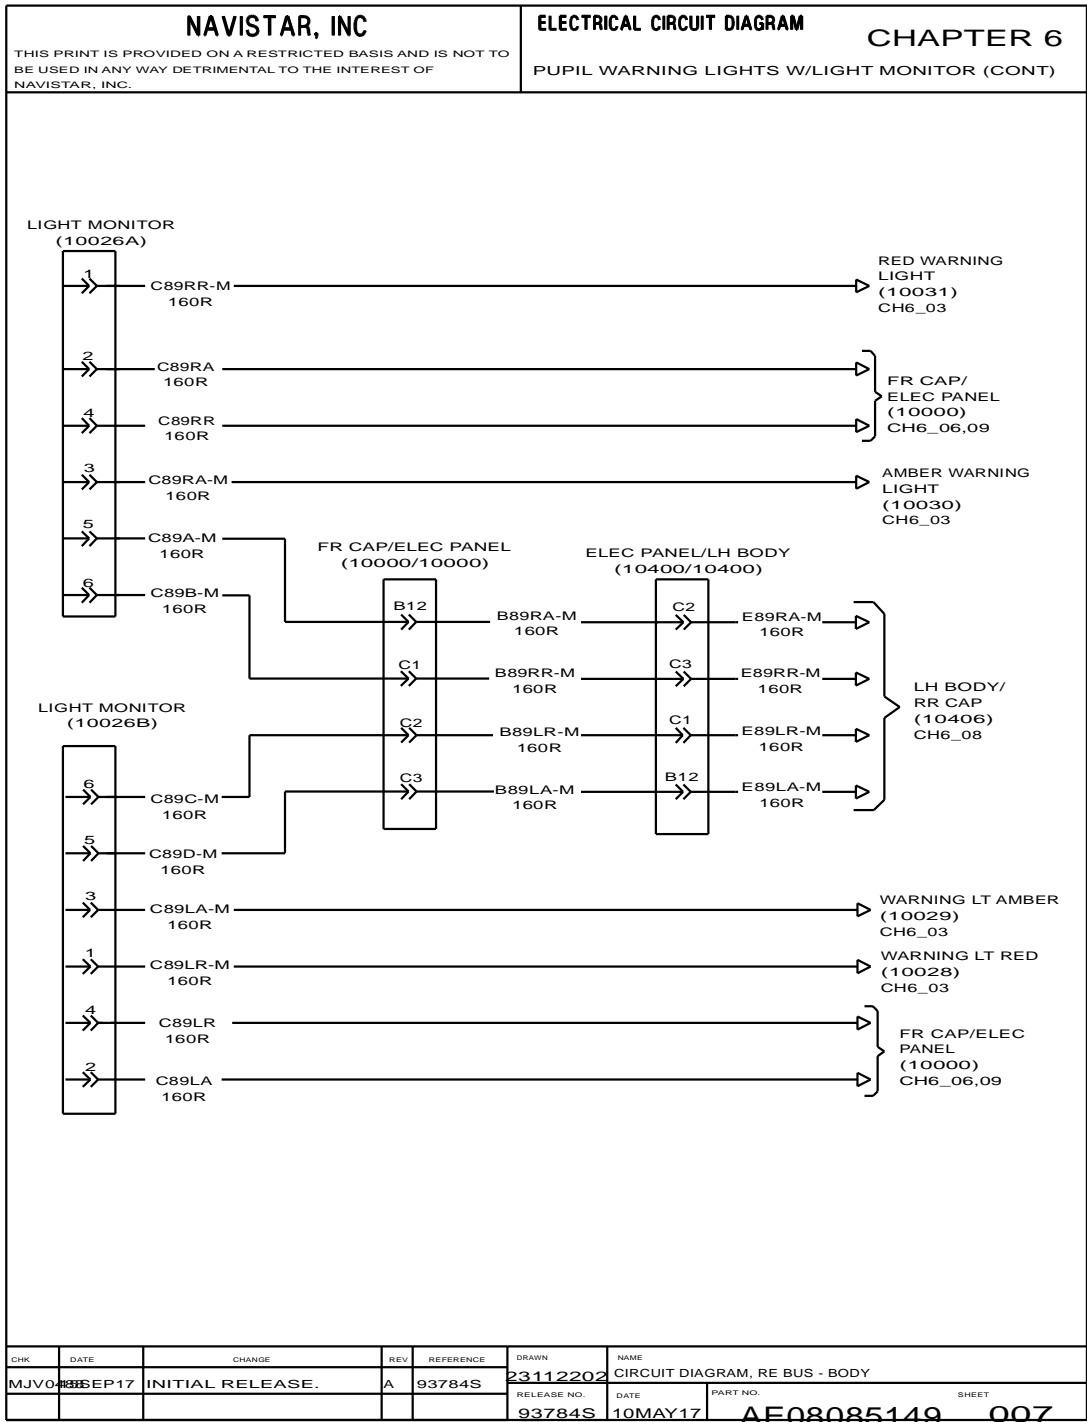 NAVISTAR, INC
THIS PRINT IS PROVIDED ON A RESTRICTED BASIS AND IS NOT TO
BE USED IN ANY WAY DETRIMENTAL TO THE INTEREST OF
NAVISTAR, INC.
ELECTRICAL CIRCUIT DIAGRAM
CHAPTER 6
PUPIL WARNING LIGHTS W/LIGHT MONITOR (CONT)
LIGHT MONITOR
(10026A)
1
C89RR-M
160R
RED WARNING
LIGHT
(10031)
CH6_03
2
C89RA
160R
4
C89RR
160R
FR CAP/
ELEC PANEL
(10000)
CH6_06,09
3
C89RA-M
160R
AMBER WARNING
LIGHT
(10030)
CH6_03
5
C89A-M
160R
6
C89B-M
160R
FR CAP/ELEC PANEL
(10000/10000)
ELEC PANEL/LH BODY
(10400/10400)
B12
B89RA-M
160R
C2
E89RA-M
160R
C1
B89RR-M
160R
C3
E89RR-M
160R
C2
B89LR-M
160R
C1
E89LR-M
160R
C3
B89LA-M
160R
B12
E89LA-M
160R
LH BODY/
RR CAP
(10406)
CH6_08
LIGHT MONITOR
(10026B)
6
C89C-M
160R
5
C89D-M
160R
3
C89LA-M
160R
WARNING LT AMBER
(10029)
CH6_03
1
C89LR-M
160R
WARNING LT RED
(10028)
CH6_03
4
C89LR
160R
2
C89LA
160R
FR CAP/ELEC
PANEL
(10000)
CH6_06,09
CHK DATE CHANGE REV REFERENCE
INITIAL RELEASE. A 93784S
DRAWN
23112202
NAME
CIRCUIT DIAGRAM, RE BUS - BODY
RELEASE NO.
93784S
DATE
10MAY17
PART NO.
AE08085149
SHEET
007